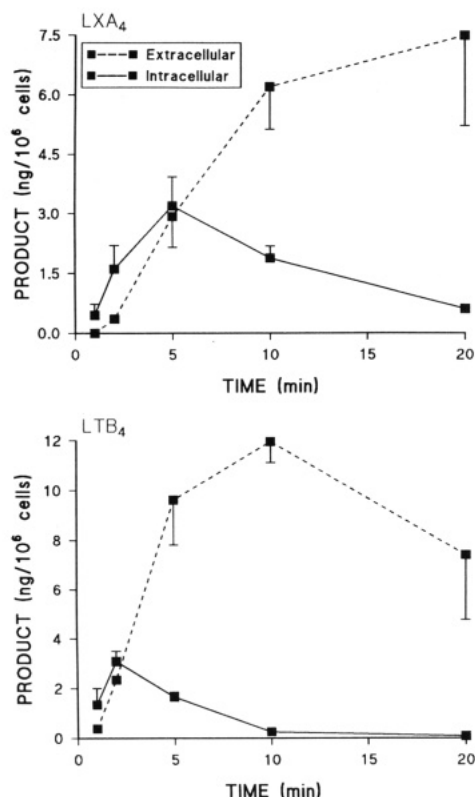 LXA4
7.5
6.0
4.5
3.0
1.5
0.0
PRODUCT (ng/10⁶ cells)
Extracellular
Intracellular
0 5 10 15 20
TIME (min)
LTB4
12
10
8
6
4
2
0
PRODUCT (ng/10⁶ cells)
0 5 10 15 20
TIME (min)